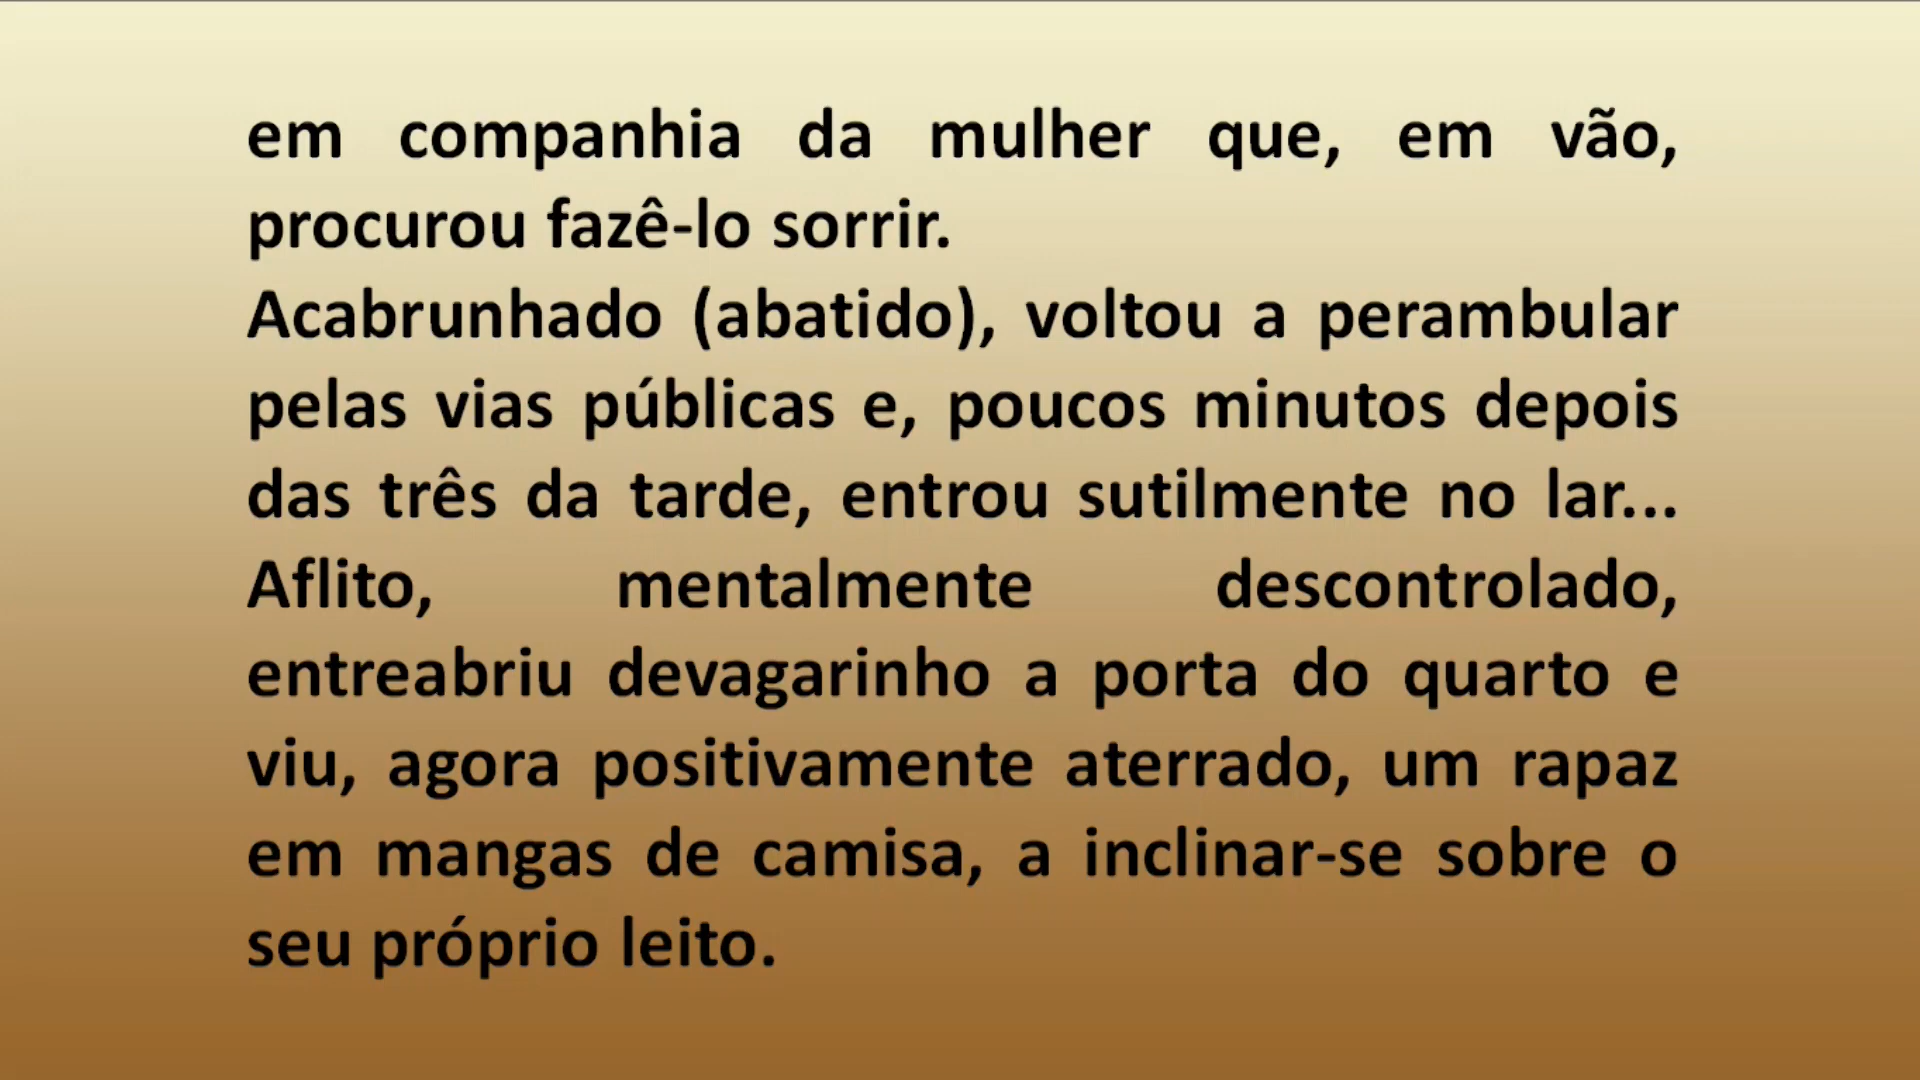 em companhia da mulher que, em vão,
procurou fazê-lo sorrir.
Acabrunhado (abatido), voltou a perambular
pelas vias públicas e, poucos minutos depois
das três da tarde, entrou sutilmente no lar...
Aflito, mentalmente descontrolado,
entreabriu devagarinho a porta do quarto e
viu, agora positivamente aterrado, um rapaz
em mangas de camisa, a inclinar-se sobre o
seu próprio leito.